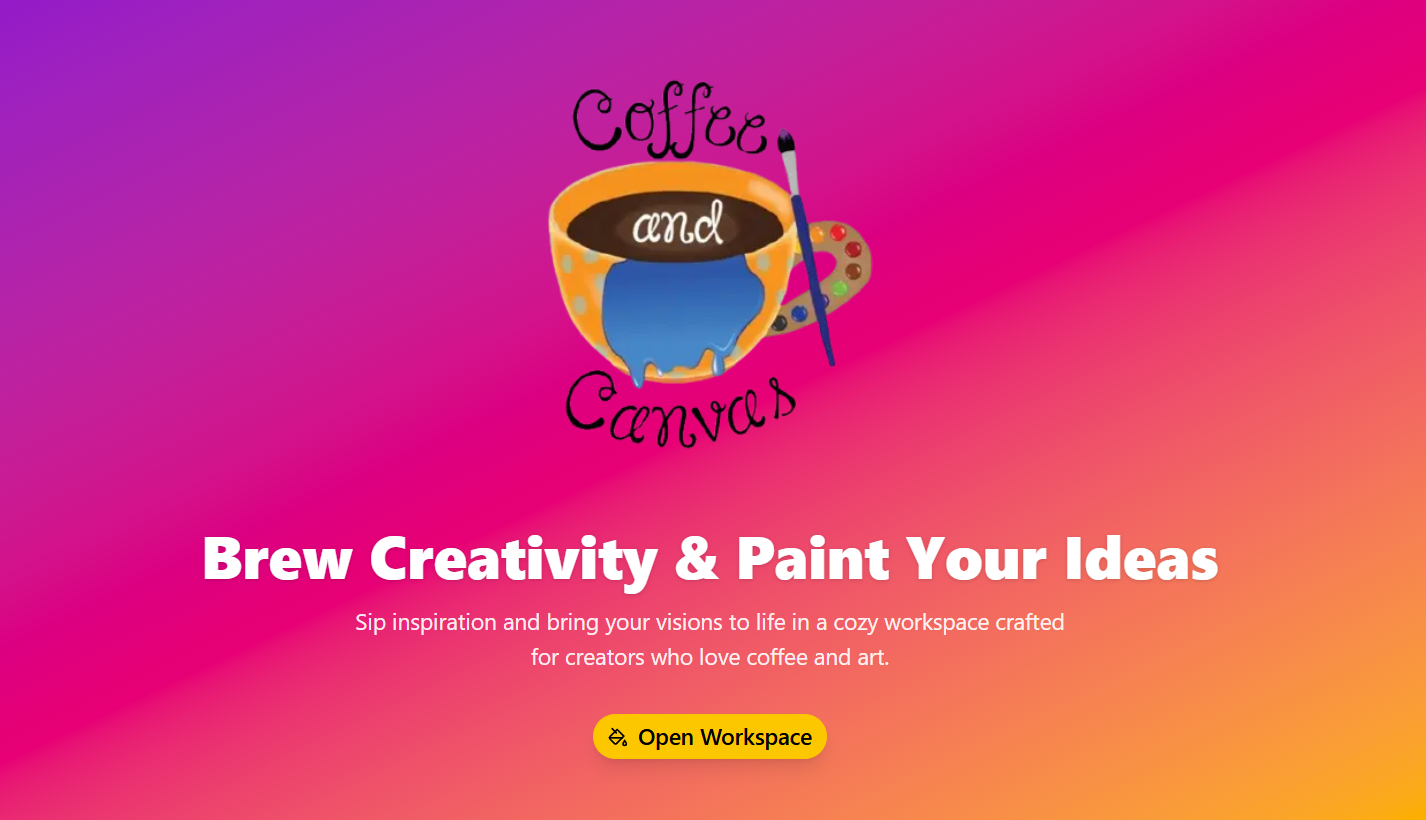 Coffee
and
Canvas
Brew Creativity & Paint Your Ideas
Sip inspiration and bring your visions to life in a cozy workspace crafted
for creators who love coffee and art.
Open Workspace